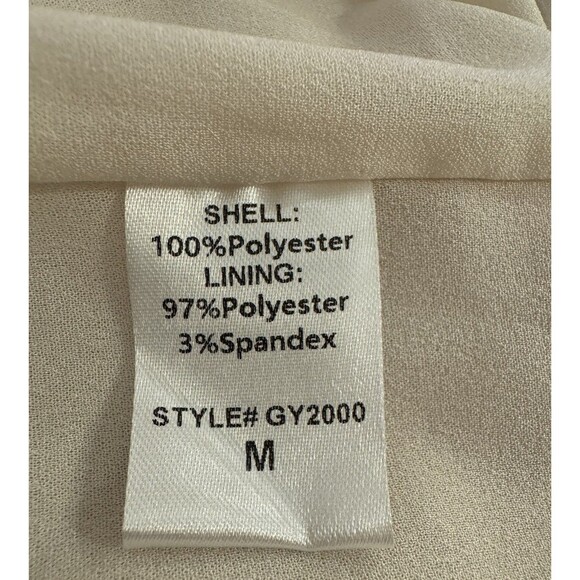 SHELL:
100%Polyester
LINING:
97%Polyester
3%Spandex
STYLE# GY2000
M